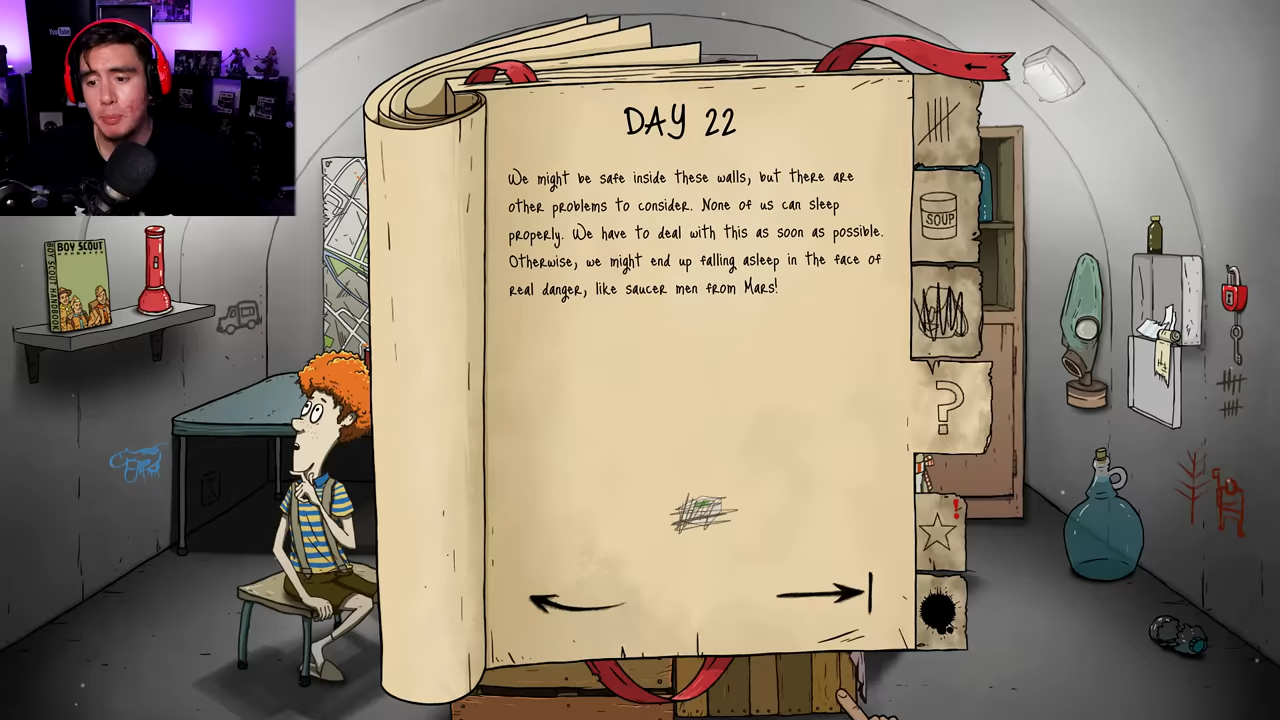 YouTube
DAY 22
We might be safe inside these walls, but there are
other problems to consider. None of us can sleep
properly. We have to deal with this as soon as possible.
Otherwise, we might end up falling asleep in the face of
real danger, like saucer men from Mars!
SOUP
?
!
BOY SCOUT
BOY SCOUT HANDBOOK